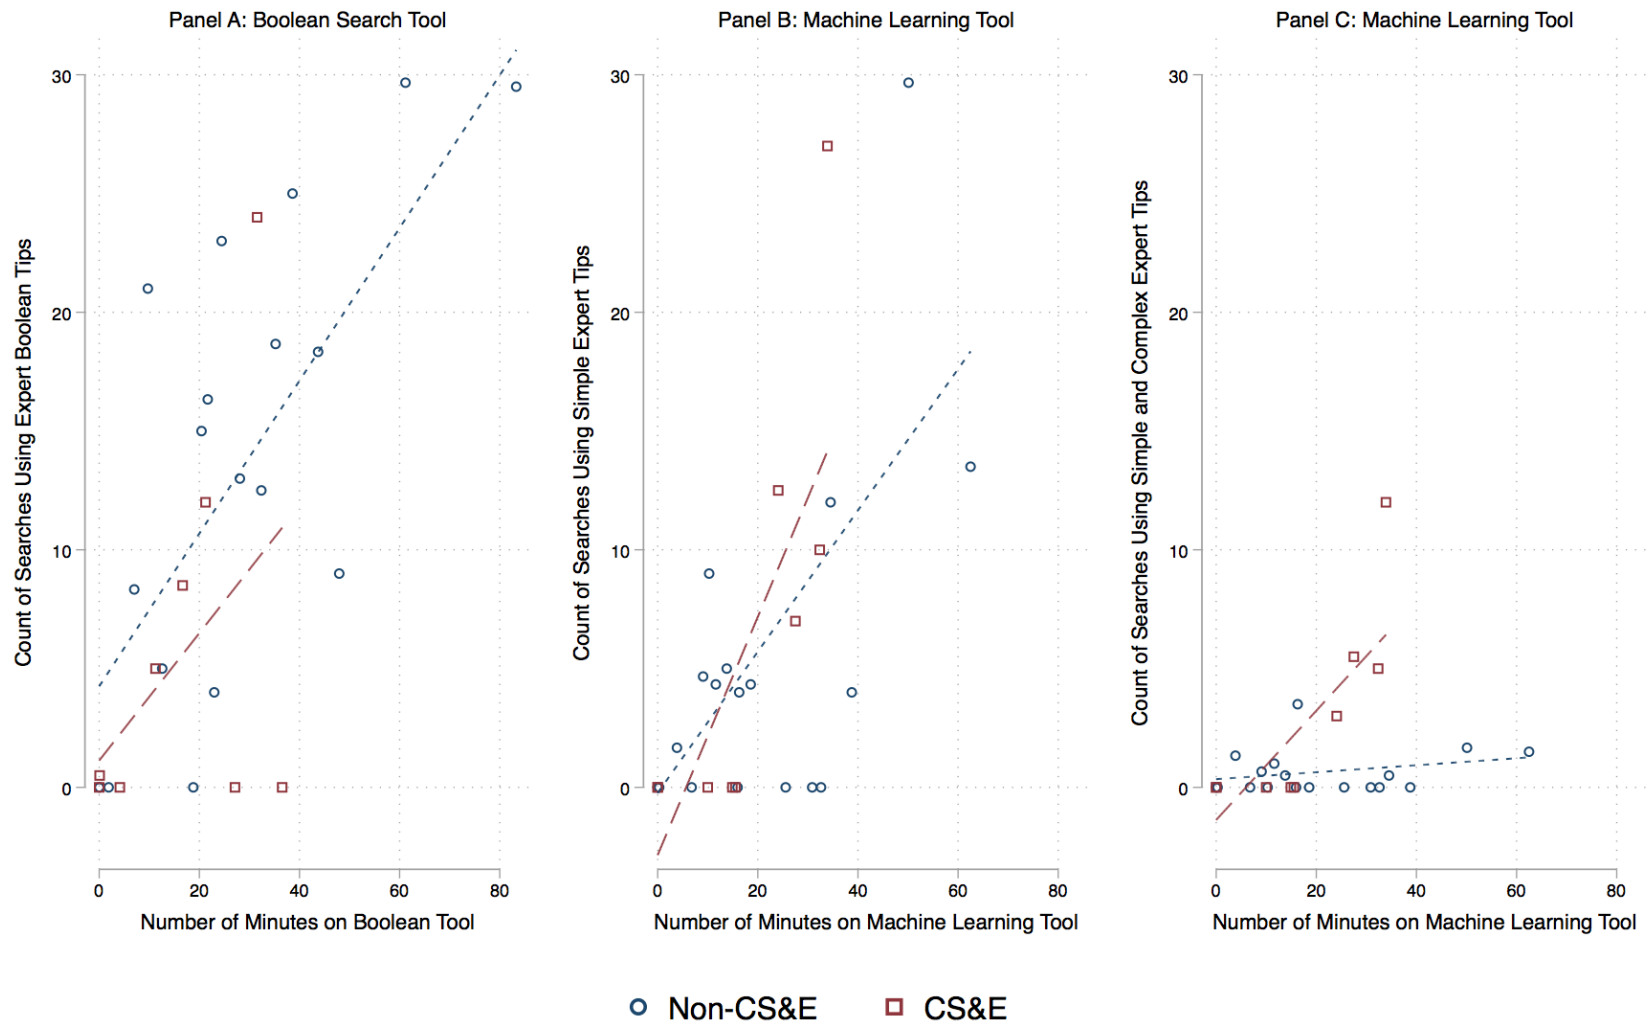 Panel A: Boolean Search Tool
Count of Searches Using Expert Boolean Tips
30
20
10
0
0 20 40 60 80
Number of Minutes on Boolean Tool
Panel B: Machine Learning Tool
Count of Searches Using Simple Expert Tips
30
20
10
0
0 20 40 60 80
Number of Minutes on Machine Learning Tool
Panel C: Machine Learning Tool
Count of Searches Using Simple and Complex Expert Tips
30
20
10
0
0 20 40 60 80
Number of Minutes on Machine Learning Tool
Non-CS&E CS&E